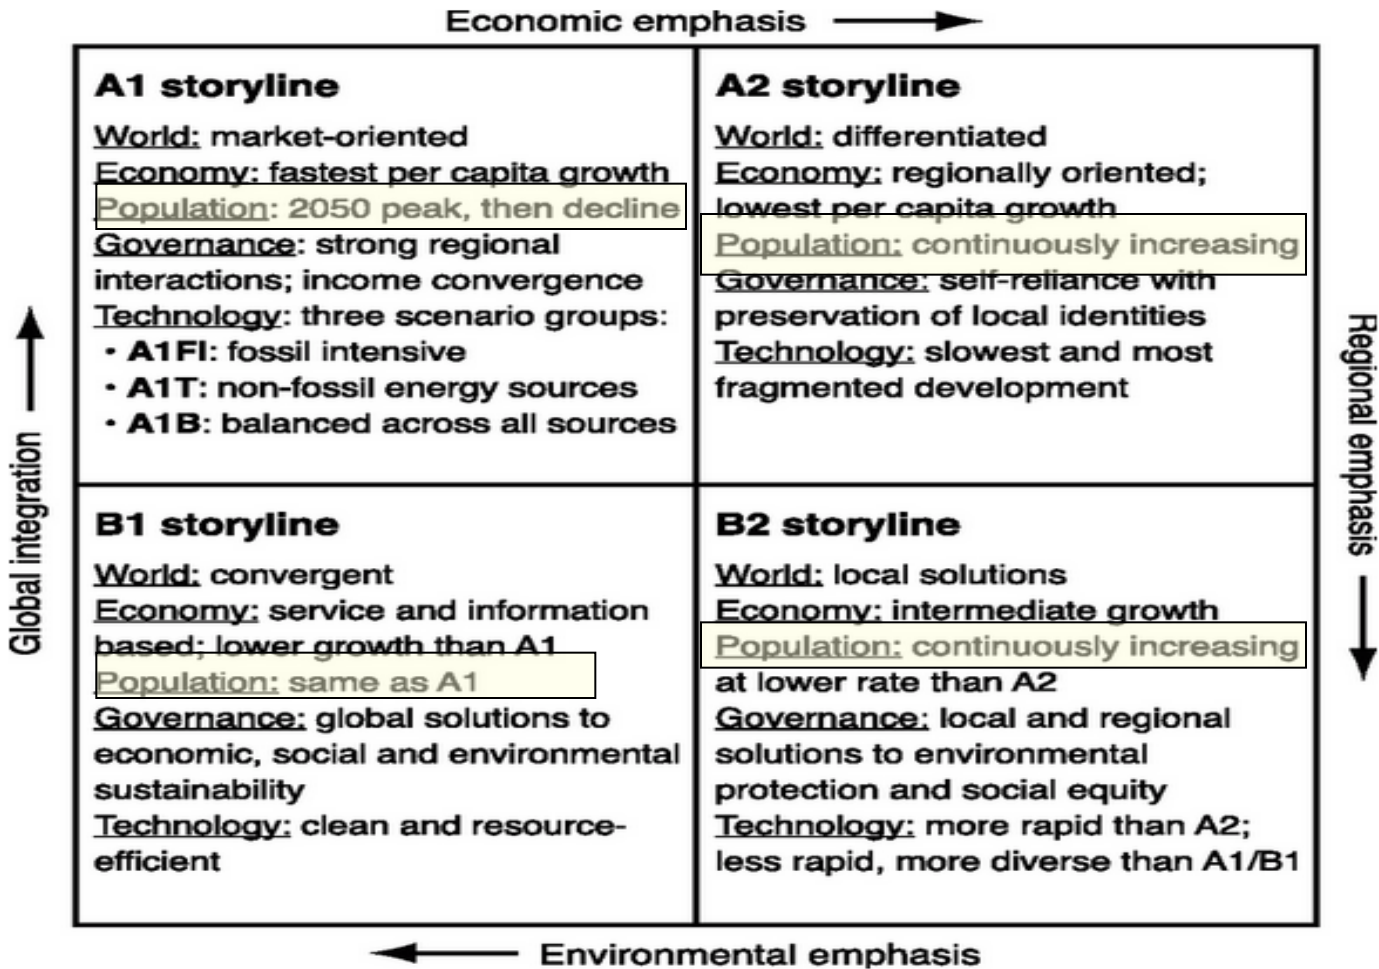 Economic emphasis
A1 storyline
World: market-oriented
Economy: fastest per capita growth
Population: 2050 peak, then decline
Governance: strong regional
interactions; income convergence
Technology: three scenario groups:
• A1FI: fossil intensive
• A1T: non-fossil energy sources
• A1B: balanced across all sources
A2 storyline
World: differentiated
Economy: regionally oriented;
lowest per capita growth
Population: continuously increasing
Governance: self-reliance with
preservation of local identities
Technology: slowest and most
fragmented development
Global integration
Regional emphasis
B1 storyline
World: convergent
Economy: service and information
based; lower growth than A1
Population: same as A1
Governance: global solutions to
economic, social and environmental
sustainability
Technology: clean and resource-
efficient
B2 storyline
World: local solutions
Economy: intermediate growth
Population: continuously increasing
at lower rate than A2
Governance: local and regional
solutions to environmental
protection and social equity
Technology: more rapid than A2;
less rapid, more diverse than A1/B1
Environmental emphasis